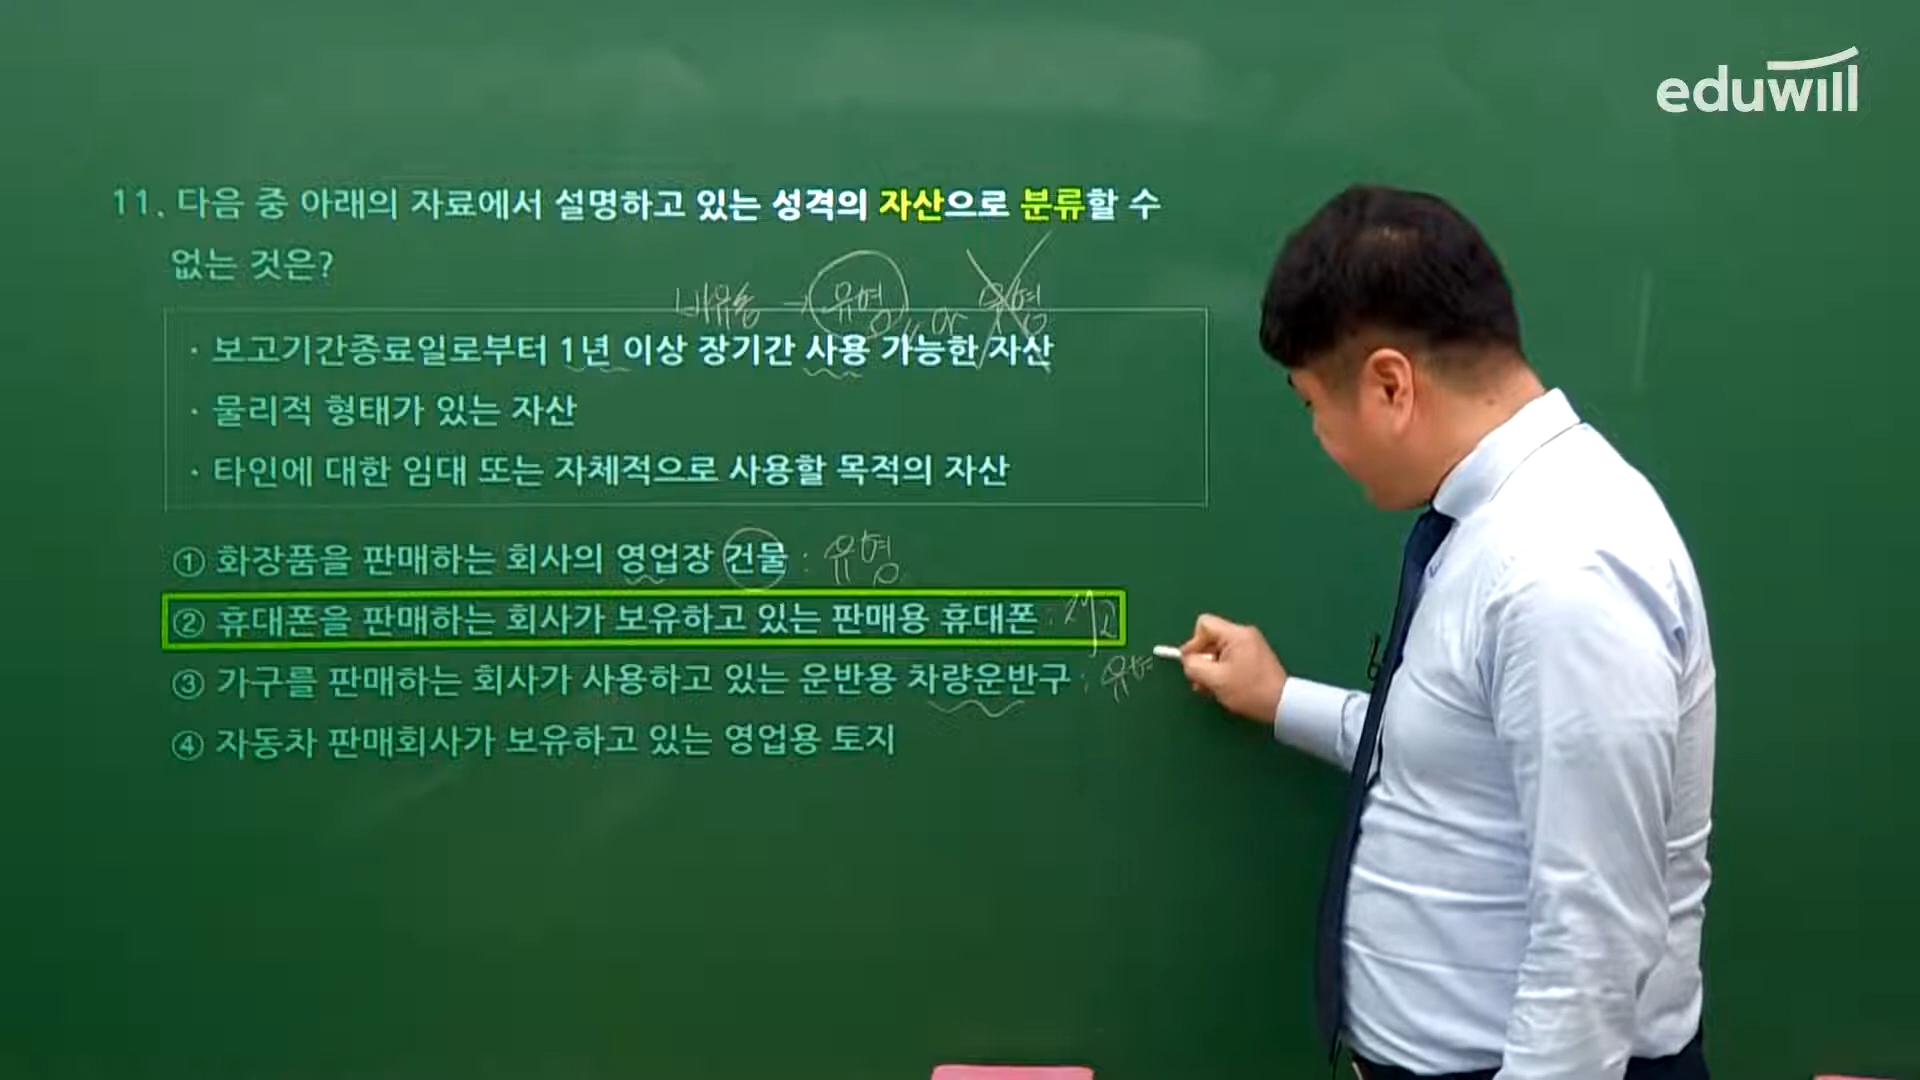 eduwill
11. 다음 중 아래의 자료에서 설명하고 있는 성격의 자산으로 분류할 수
없는 것은?
비유동 → 유형 or 무형
· 보고기간종료일로부터 1년 이상 장기간 사용 가능한 자산
· 물리적 형태가 있는 자산
· 타인에 대한 임대 또는 자체적으로 사용할 목적의 자산
① 화장품을 판매하는 회사의 영업장 건물 : 유형
② 휴대폰을 판매하는 회사가 보유하고 있는 판매용 휴대폰 : 재고
③ 가구를 판매하는 회사가 사용하고 있는 운반용 차량운반구 : 유형
④ 자동차 판매회사가 보유하고 있는 영업용 토지